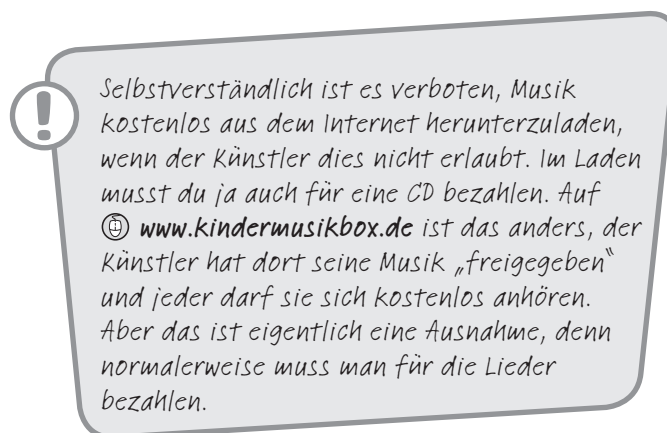 Selbstverständlich ist es verboten, Musik
kostenlos aus dem Internet herunterzuladen,
wenn der Künstler dies nicht erlaubt. Im Laden
musst du ja auch für eine CD bezahlen. Auf
www.kindermusikbox.de ist das anders, der
Künstler hat dort seine Musik „freigegeben“
und jeder darf sie sich kostenlos anhören.
Aber das ist eigentlich eine Ausnahme, denn
normalerweise muss man für die Lieder
bezahlen.